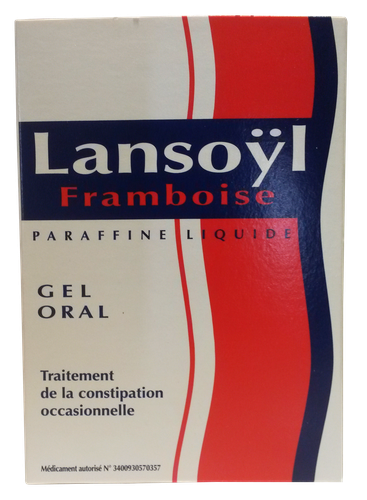 Lansoÿl
Framboise
PARAFFINE LIQUIDE
GEL
ORAL
Traitement
de la constipation
occasionnelle
Médicament autorisé N° 3400930570357